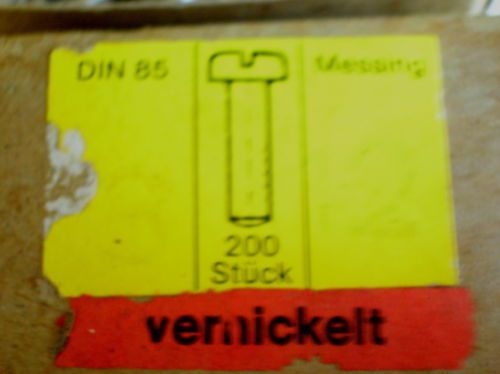 DIN 85
Messing
200
Stück
vernickelt